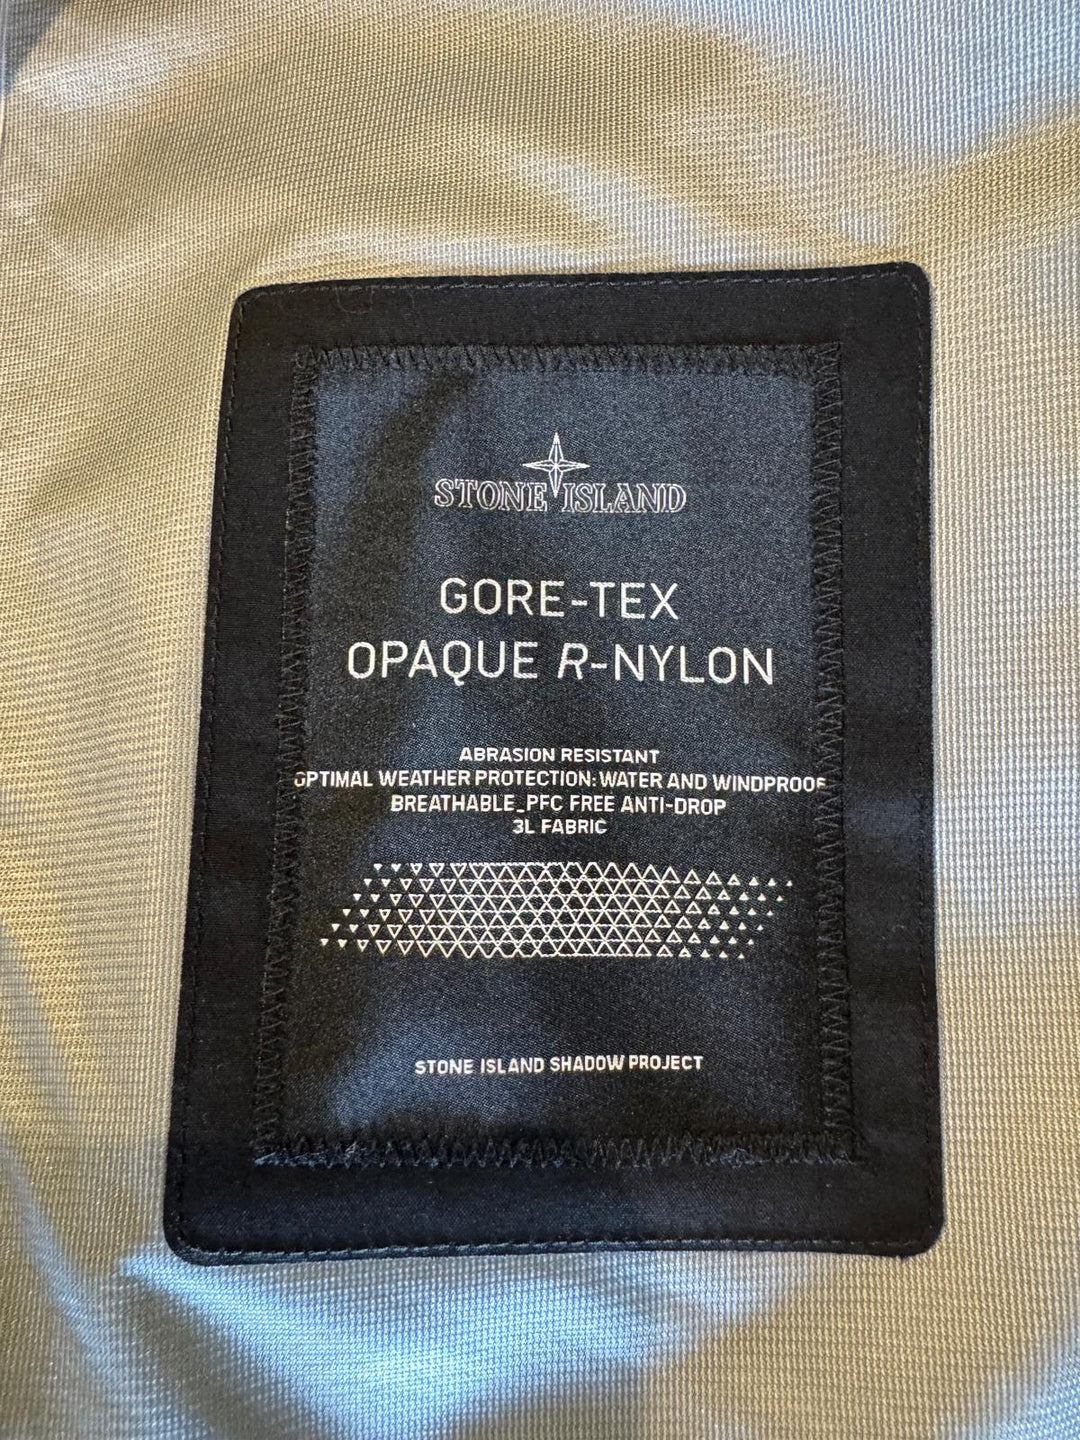 STONE ISLAND
GORE-TEX
OPAQUE R-NYLON
ABRASION RESISTANT
OPTIMAL WEATHER PROTECTION: WATER AND WINDPROOF
BREATHABLE_PFC FREE ANTI-DROP
3L FABRIC
STONE ISLAND SHADOW PROJECT